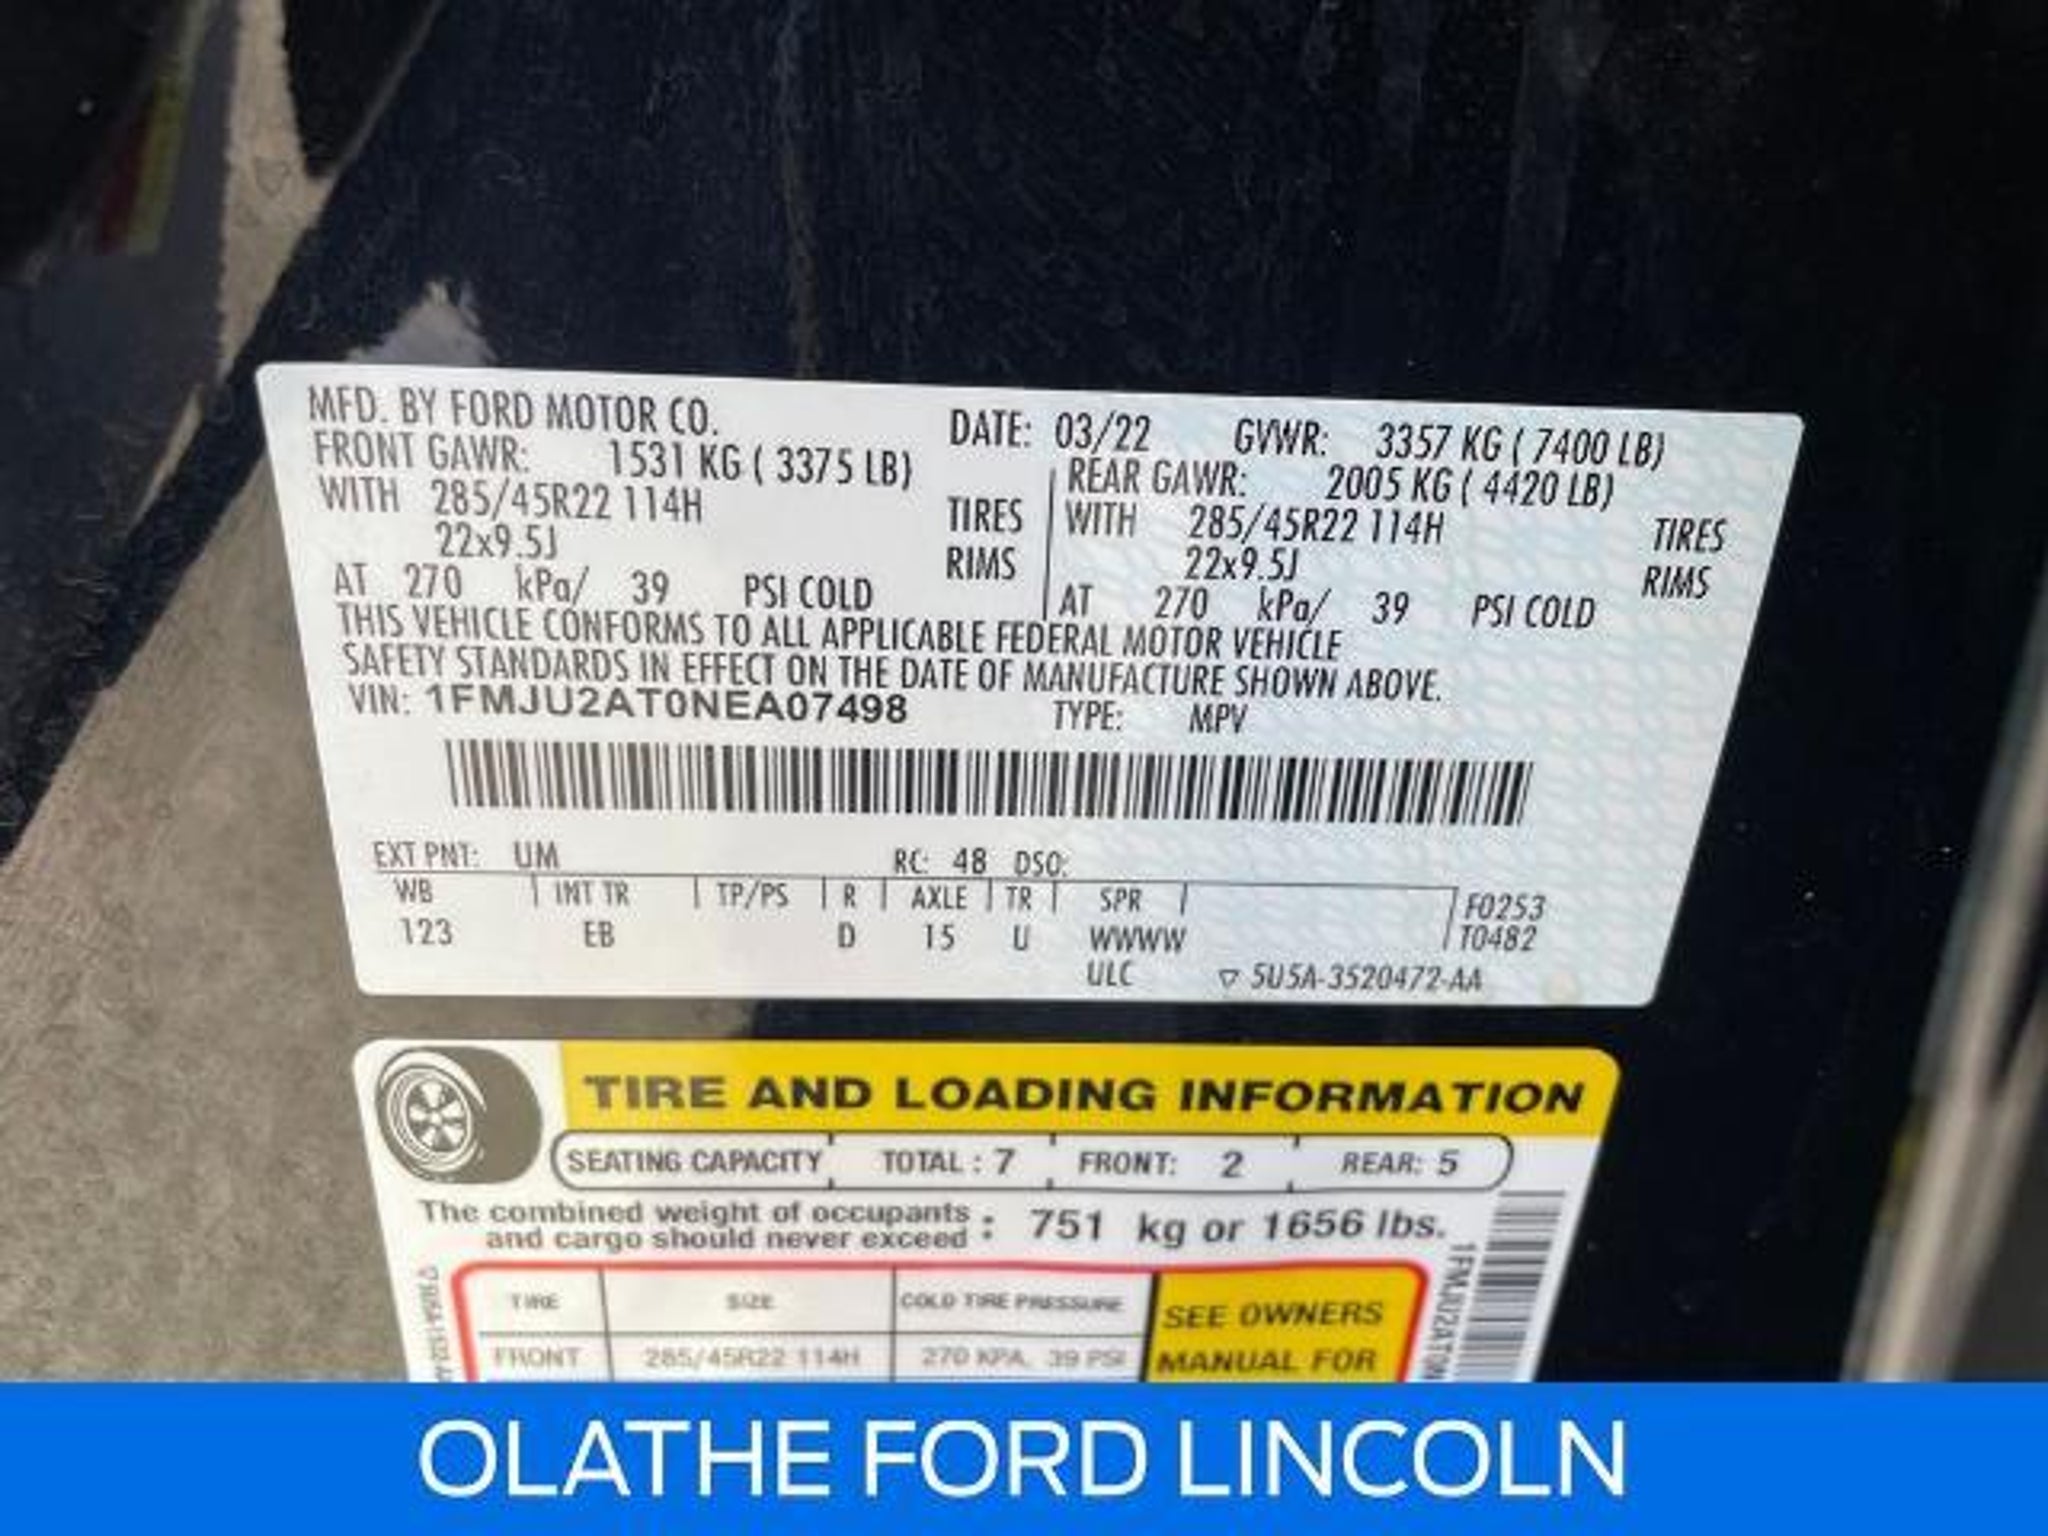 MFD. BY FORD MOTOR CO. DATE: 03/22 GVWR: 3357 KG ( 7400 LB)
FRONT GAWR: 1531 KG ( 3375 LB) REAR GAWR: 2005 KG ( 4420 LB)
WITH 285/45R22 114H TIRES WITH 285/45R22 114H TIRES
22x9.5J RIMS 22x9.5J RIMS
AT 270 kPa/ 39 PSI COLD AT 270 kPa/ 39 PSI COLD
THIS VEHICLE CONFORMS TO ALL APPLICABLE FEDERAL MOTOR VEHICLE
SAFETY STANDARDS IN EFFECT ON THE DATE OF MANUFACTURE SHOWN ABOVE.
VIN: 1FMJU2AT0NEA07498 TYPE: MPV
EXT PNT: UM RC: 48 DSO:
WB INT TR TP/PS R AXLE TR SPR F0253
123 EB D 15 U WWWW T0482
ULC ▽ 5U5A-3520472-AA
TIRE AND LOADING INFORMATION
SEATING CAPACITY TOTAL : 7 FRONT: 2 REAR: 5
The combined weight of occupants
and cargo should never exceed : 751 kg or 1656 lbs.
TIRE SIZE COLD TIRE PRESSURE SEE OWNERS
FRONT 285/45R22 114H 270 KPA, 39 PSI MANUAL FOR
1FMJU2AT0N
OLATHE FORD LINCOLN